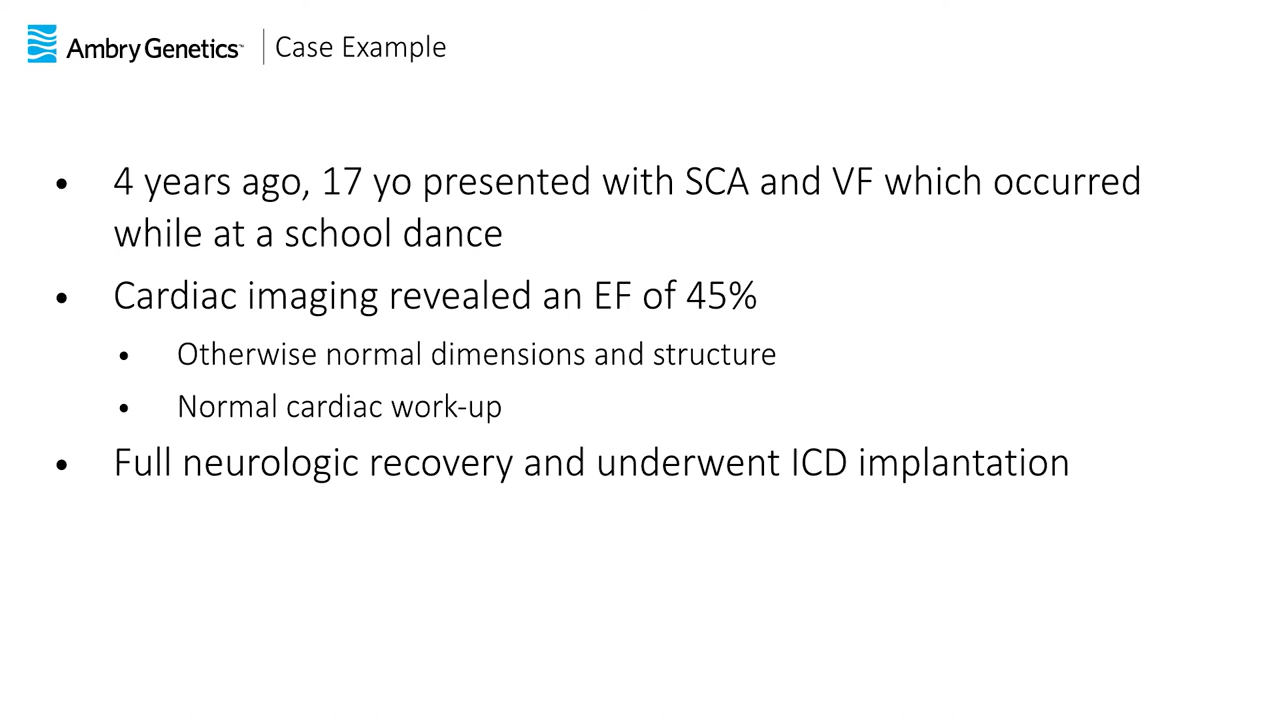 Ambry Genetics™ | Case Example
• 4 years ago, 17 yo presented with SCA and VF which occurred
while at a school dance
• Cardiac imaging revealed an EF of 45%
• Otherwise normal dimensions and structure
• Normal cardiac work-up
• Full neurologic recovery and underwent ICD implantation